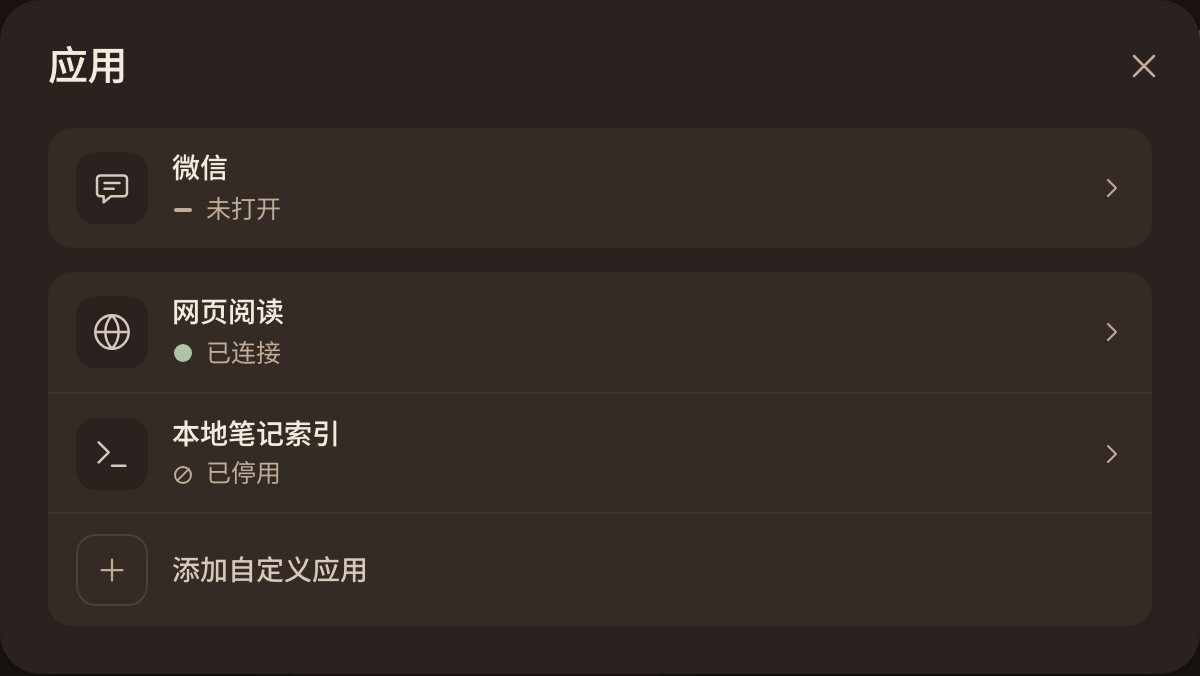 应用
微信
未打开
网页阅读
已连接
本地笔记索引
已停用
添加自定义应用